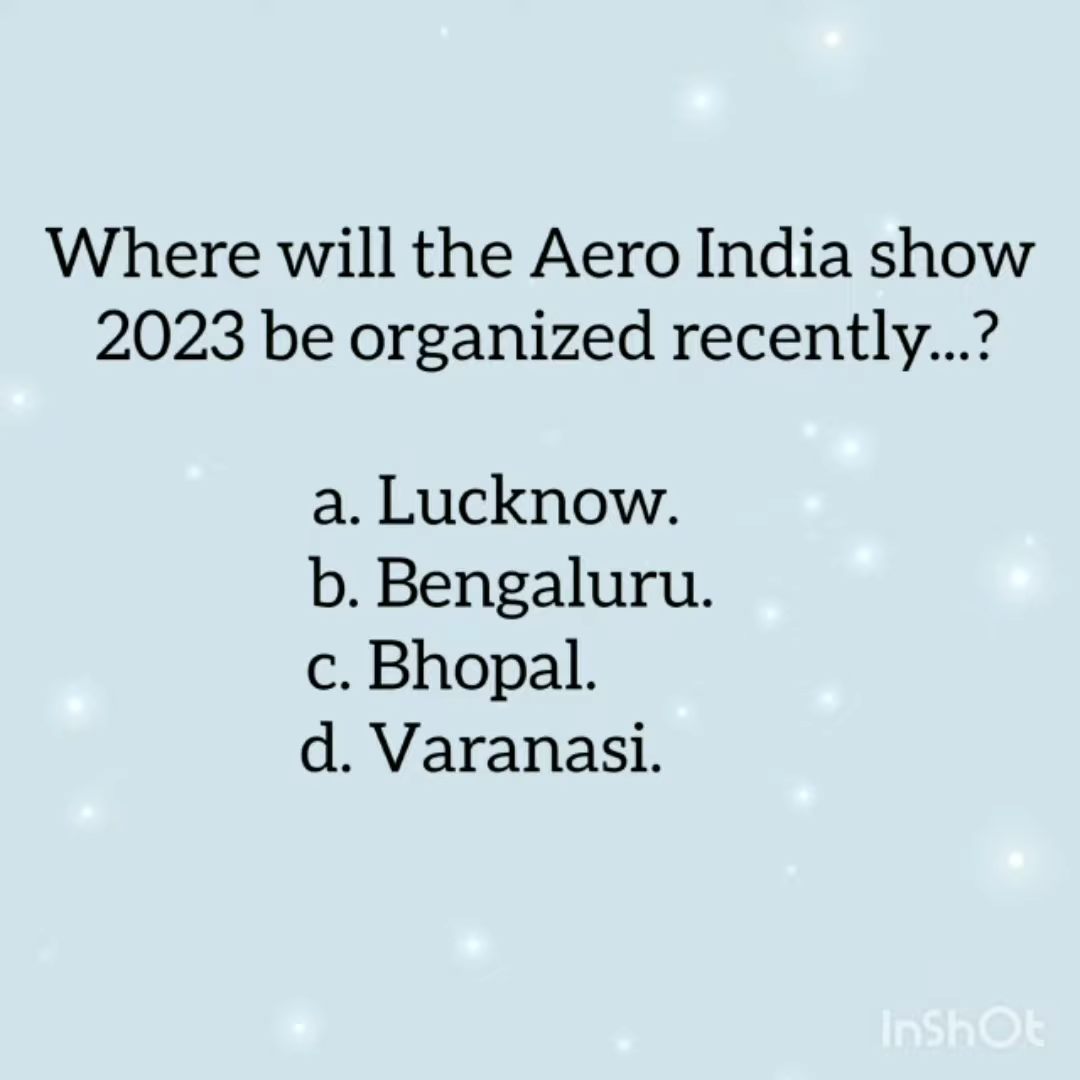 Where will the Aero India show
2023 be organized recently...?
a. Lucknow.
b. Bengaluru.
c. Bhopal.
d. Varanasi.
InShOt